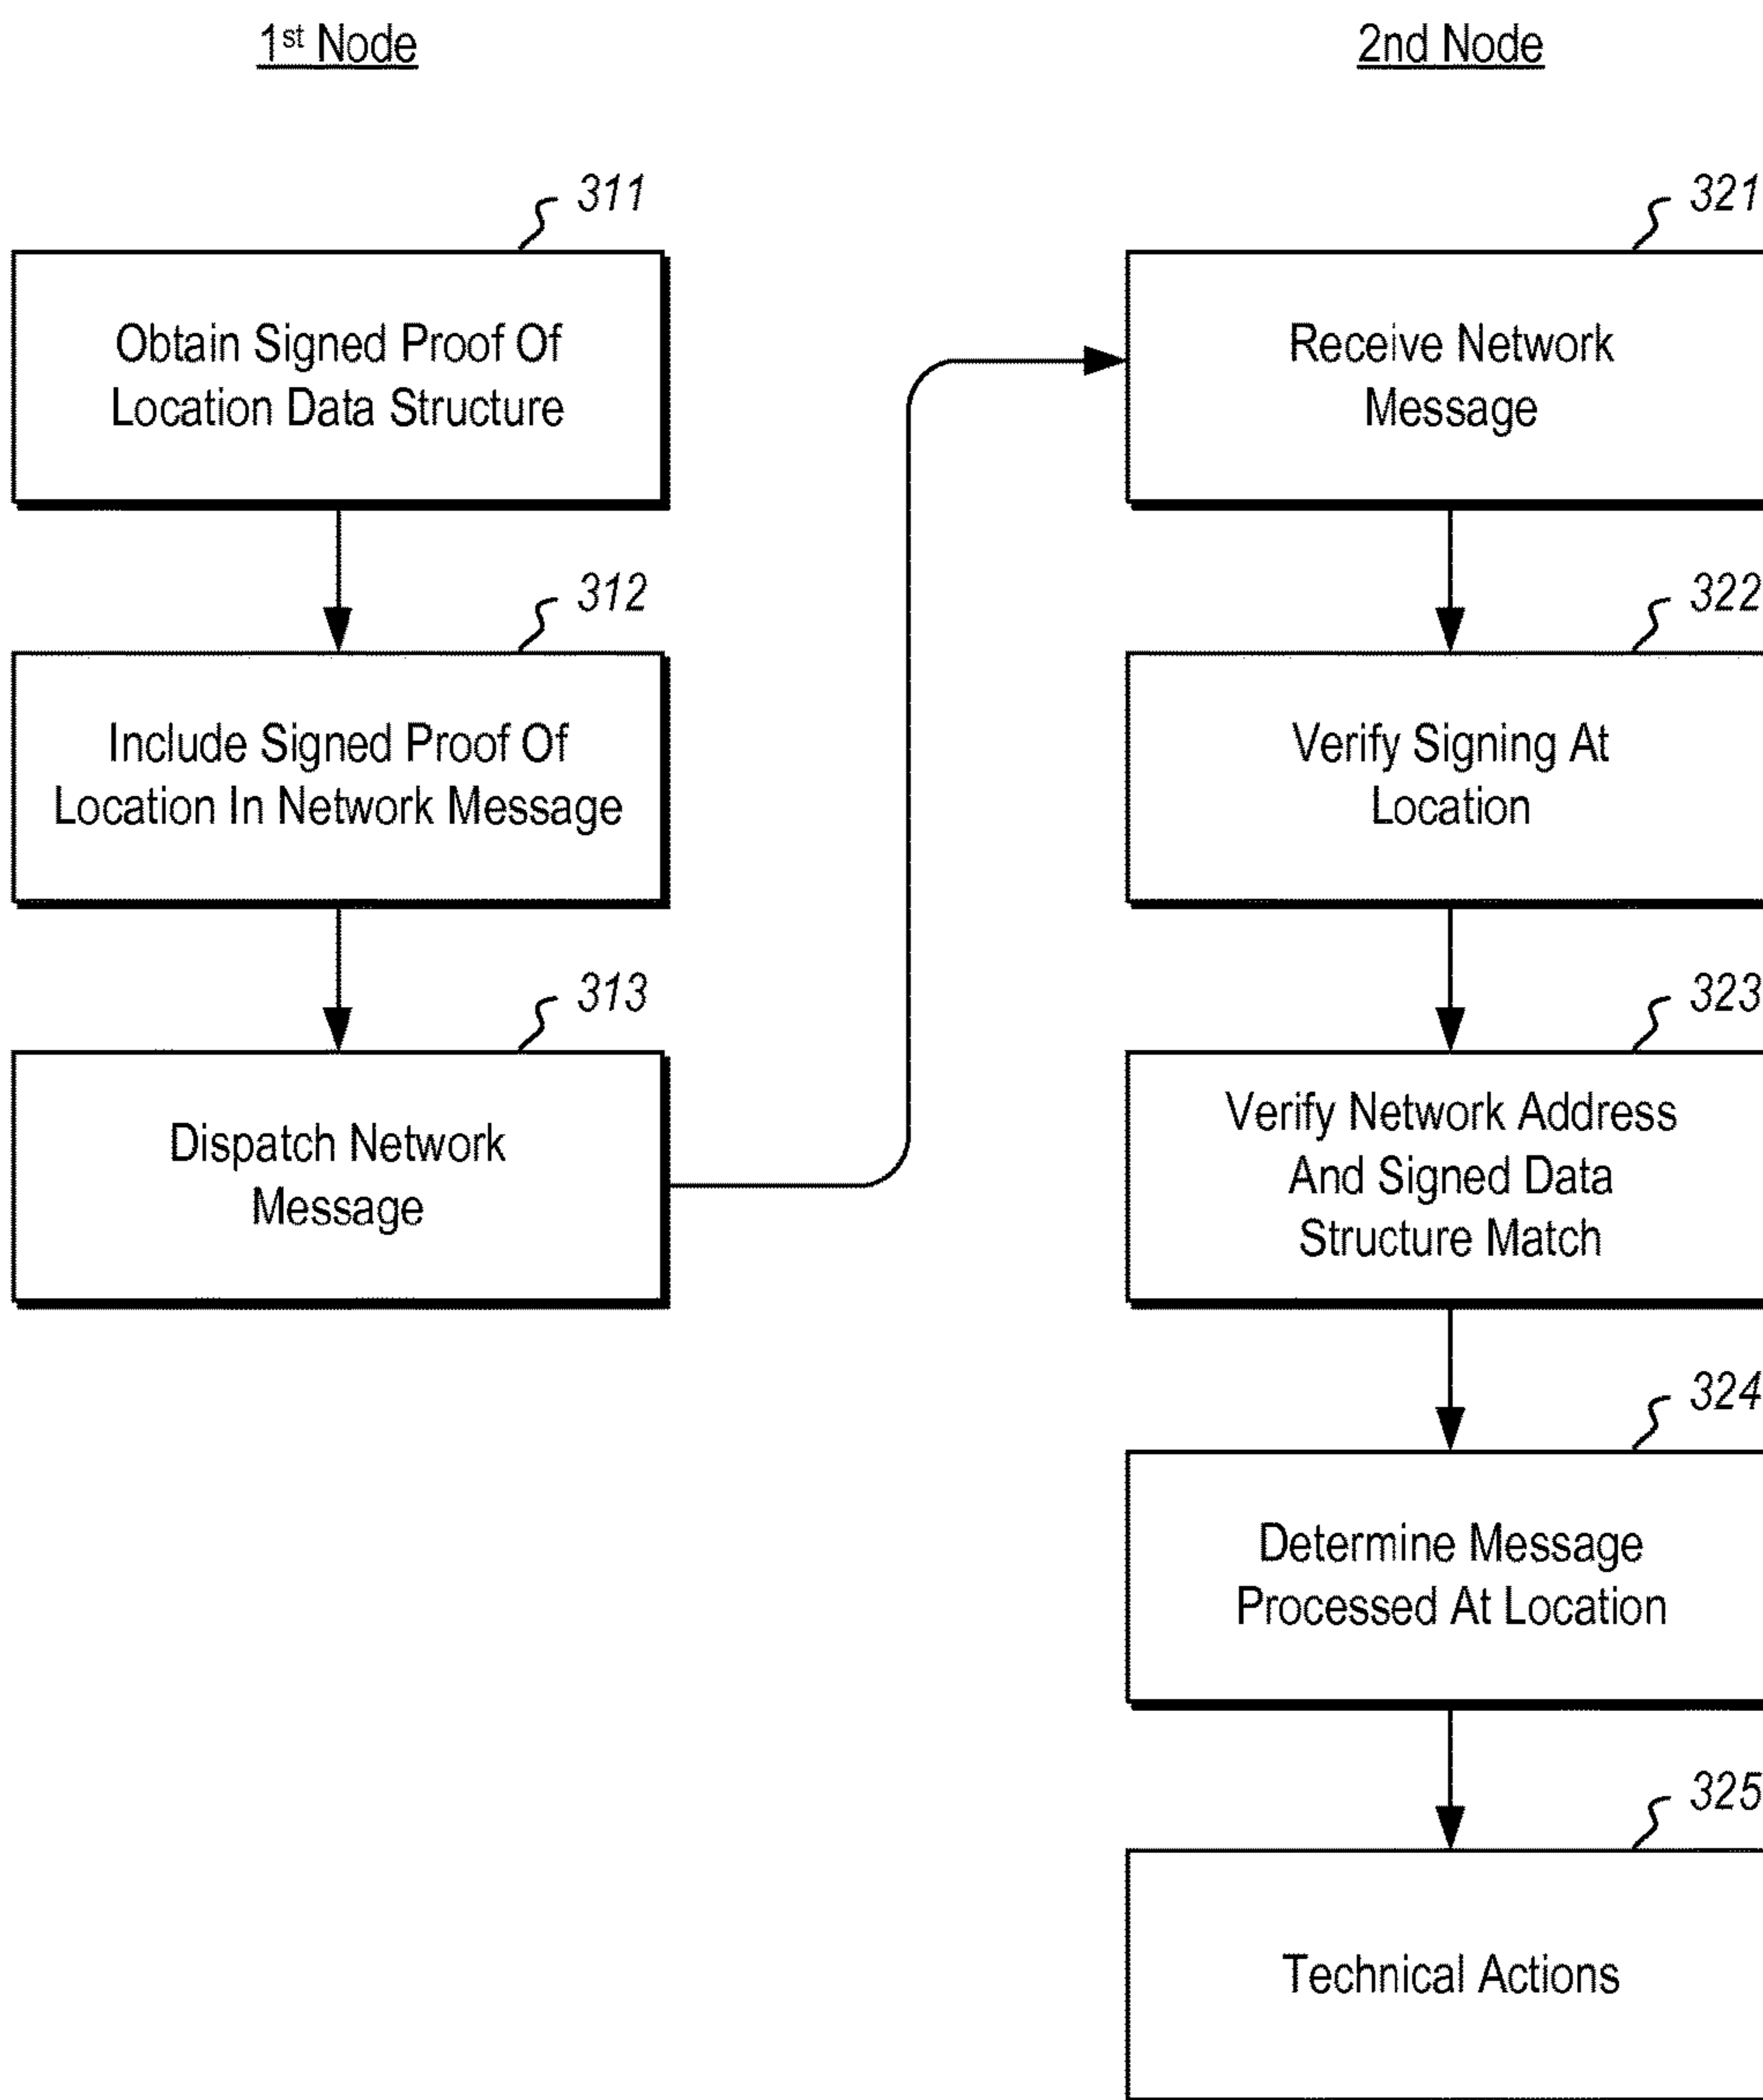 1st Node
311
Obtain Signed Proof Of
Location Data Structure
312
Include Signed Proof Of
Location In Network Message
313
Dispatch Network
Message
2nd Node
321
Receive Network
Message
322
Verify Signing At
Location
323
Verify Network Address
And Signed Data
Structure Match
324
Determine Message
Processed At Location
325
Technical Actions